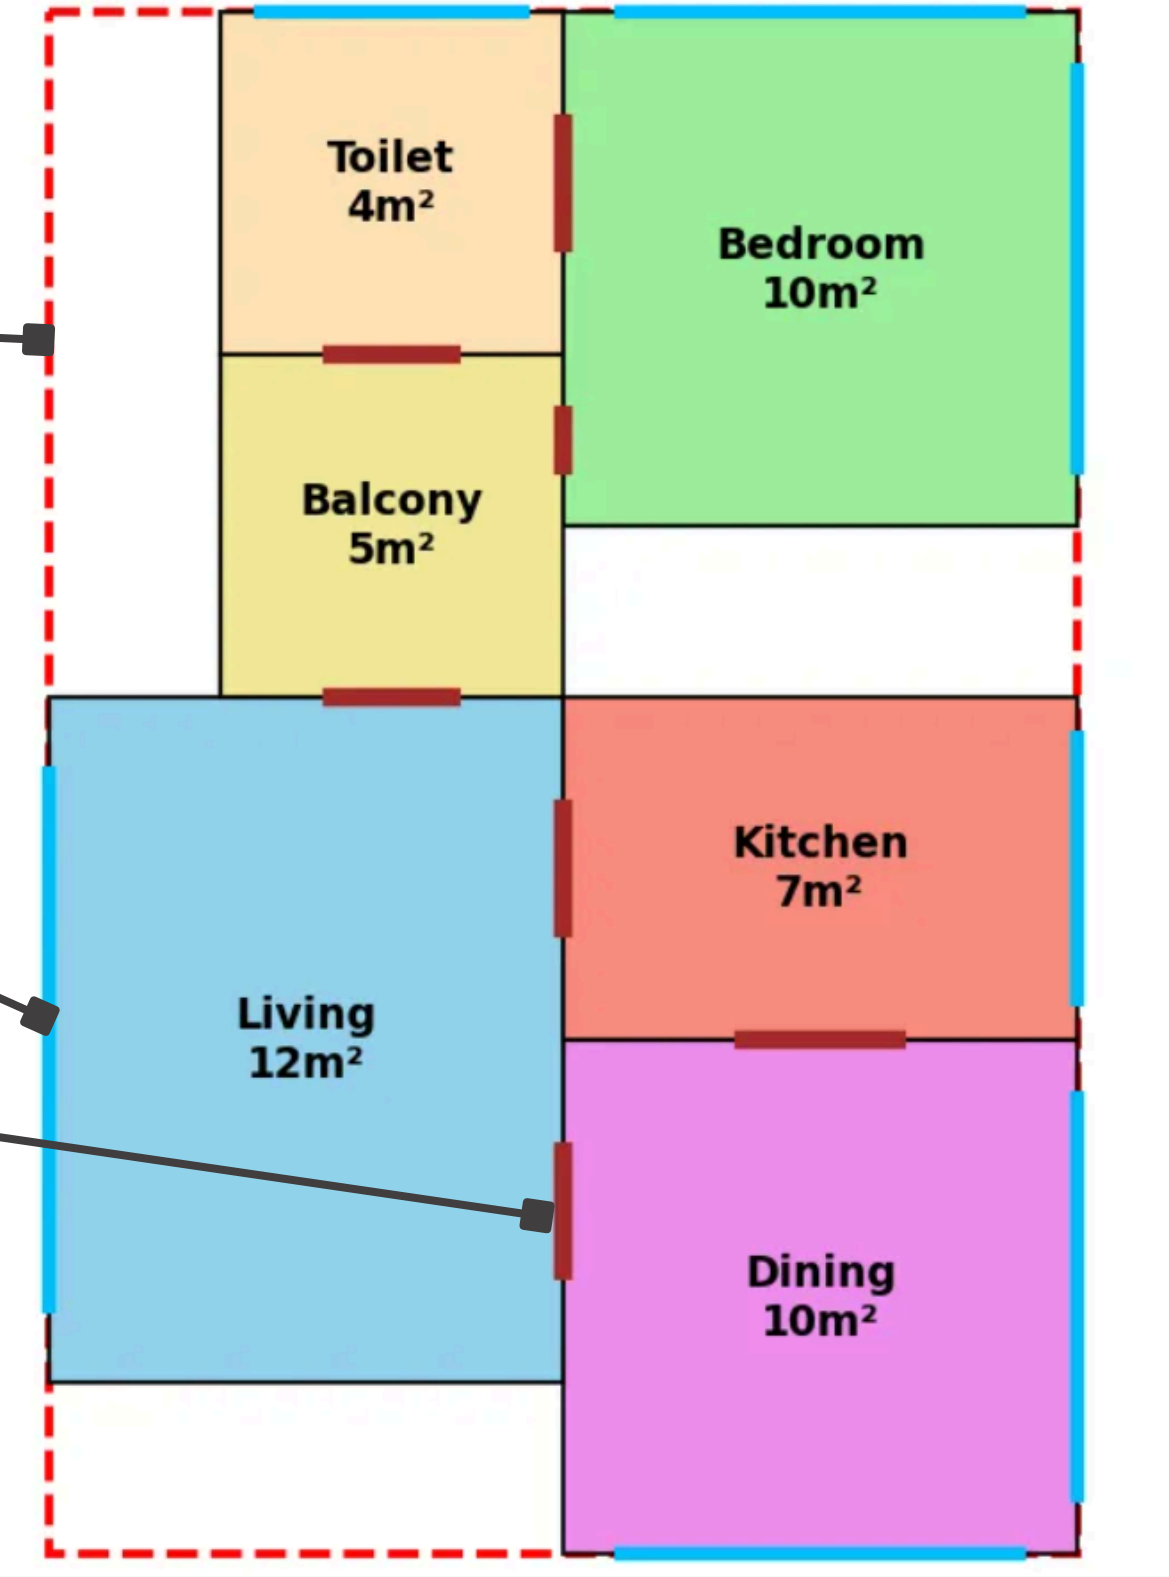 Toilet
4m²
Bedroom
10m²
Balcony
5m²
Kitchen
7m²
Living
12m²
Dining
10m²